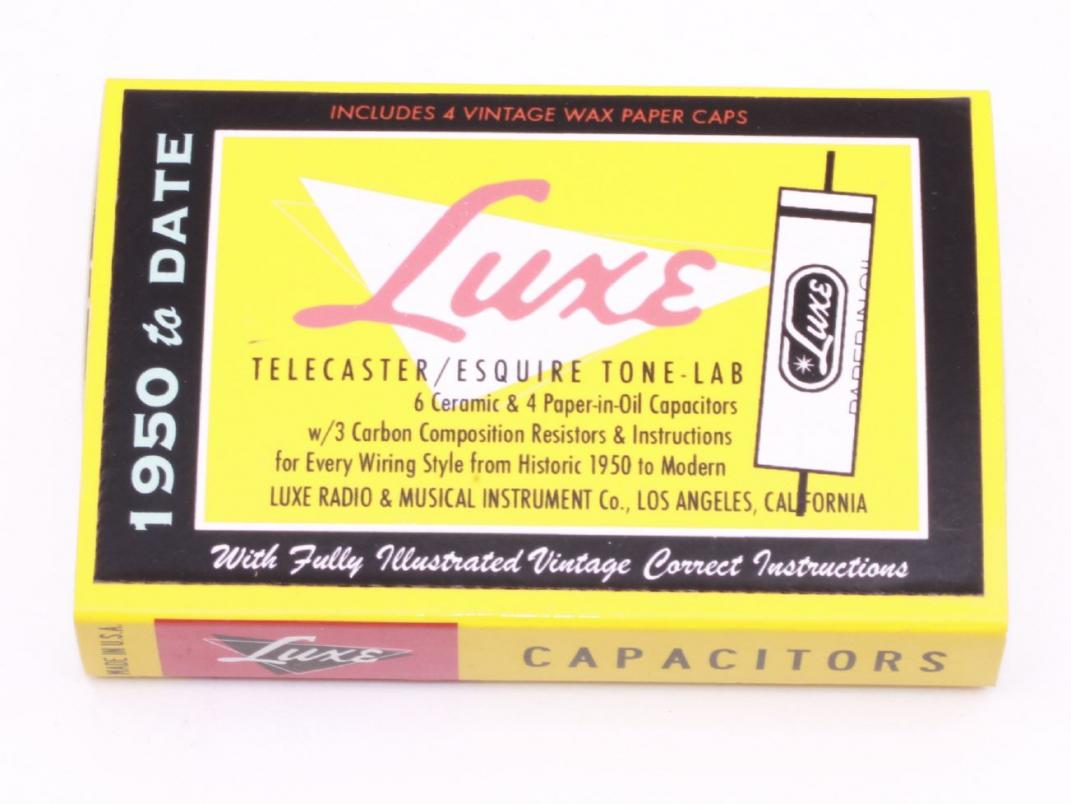 INCLUDES 4 VINTAGE WAX PAPER CAPS
1950 to DATE
Luxe
Luxe
PAPER IN OIL
TELECASTER/ESQUIRE TONE-LAB
6 Ceramic & 4 Paper-in-Oil Capacitors
w/3 Carbon Composition Resistors & Instructions
for Every Wiring Style from Historic 1950 to Modern
LUXE RADIO & MUSICAL INSTRUMENT Co., LOS ANGELES, CALIFORNIA
With Fully Illustrated Vintage Correct Instructions
MADE IN U.S.A.
Luxe
CAPACITORS